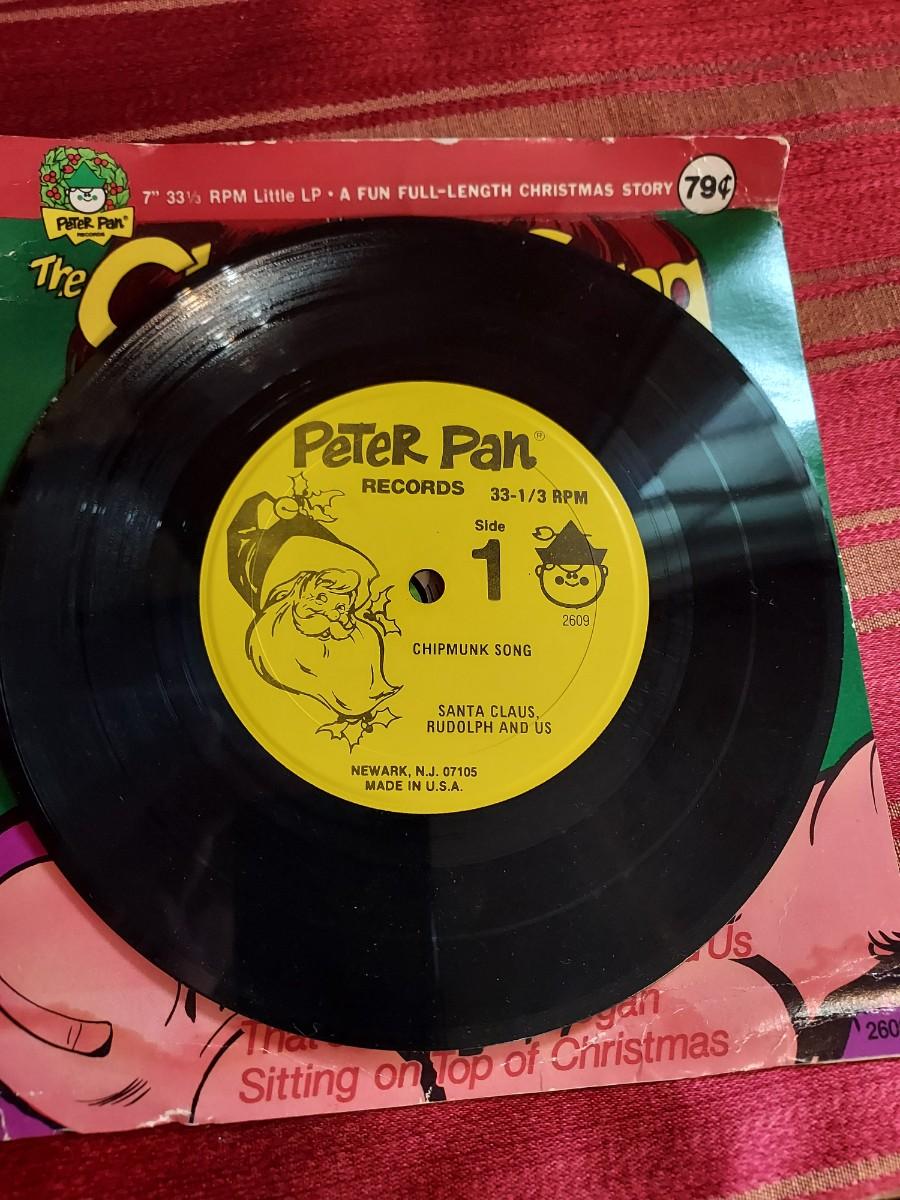 7" 33⅓ RPM Little LP • A FUN FULL-LENGTH CHRISTMAS STORY 79¢
PETER Pan®
RECORDS
The
PETER Pan®
RECORDS 33-1/3 RPM
Side
1
2609
CHIPMUNK SONG
SANTA CLAUS,
RUDOLPH AND US
NEWARK, N.J. 07105
MADE IN U.S.A.
Us
Sitting on Top of Christmas